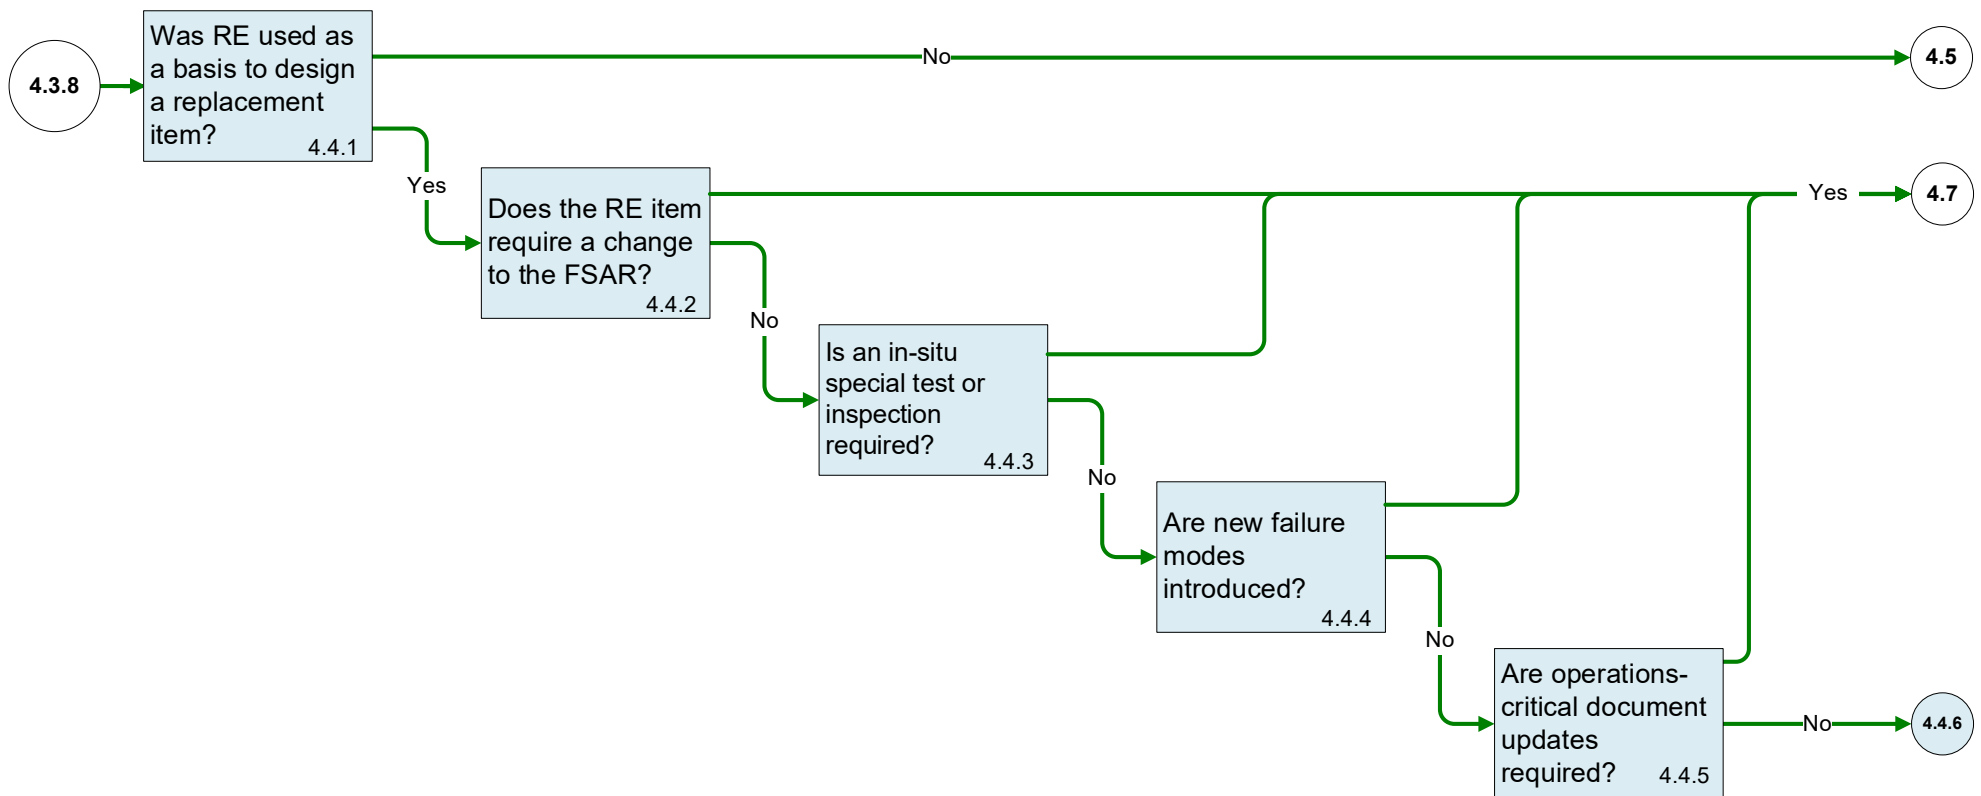 4.3.8
Was RE used as
a basis to design
a replacement
item?
4.4.1
No
4.5
Yes
Does the RE item
require a change
to the FSAR?
4.4.2
Yes
4.7
No
Is an in-situ
special test or
inspection
required?
4.4.3
No
Are new failure
modes
introduced?
4.4.4
No
Are operations-
critical document
updates
required?
4.4.5
No
4.4.6